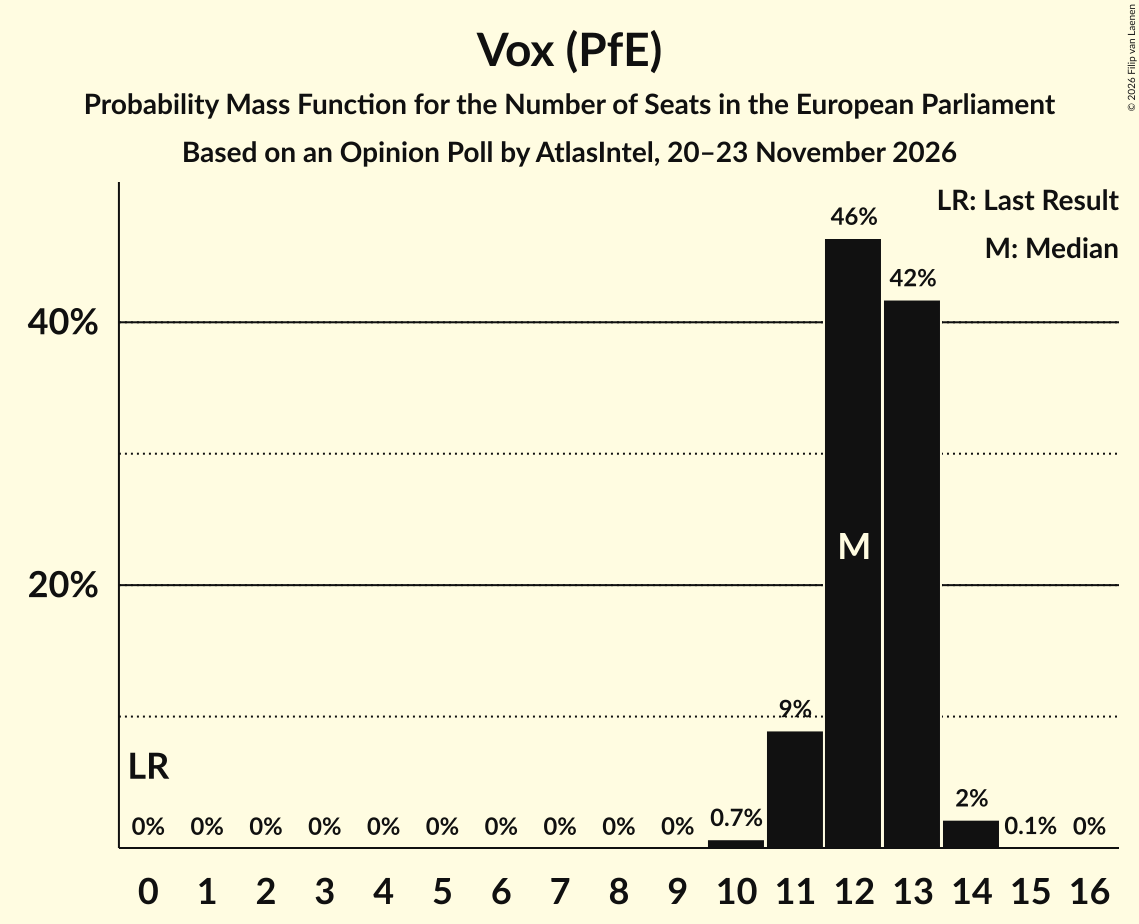 Vox (PfE)
Probability Mass Function for the Number of Seats in the European Parliament
Based on an Opinion Poll by AtlasIntel, 20–23 November 2026
© 2026 Filip van Laenen
LR: Last Result
M: Median
46%
42%
40%
M
20%
9%
LR
2%
0% 0% 0% 0% 0% 0% 0% 0% 0% 0% 0.7% 0.1% 0%
0 1 2 3 4 5 6 7 8 9 10 11 12 13 14 15 16